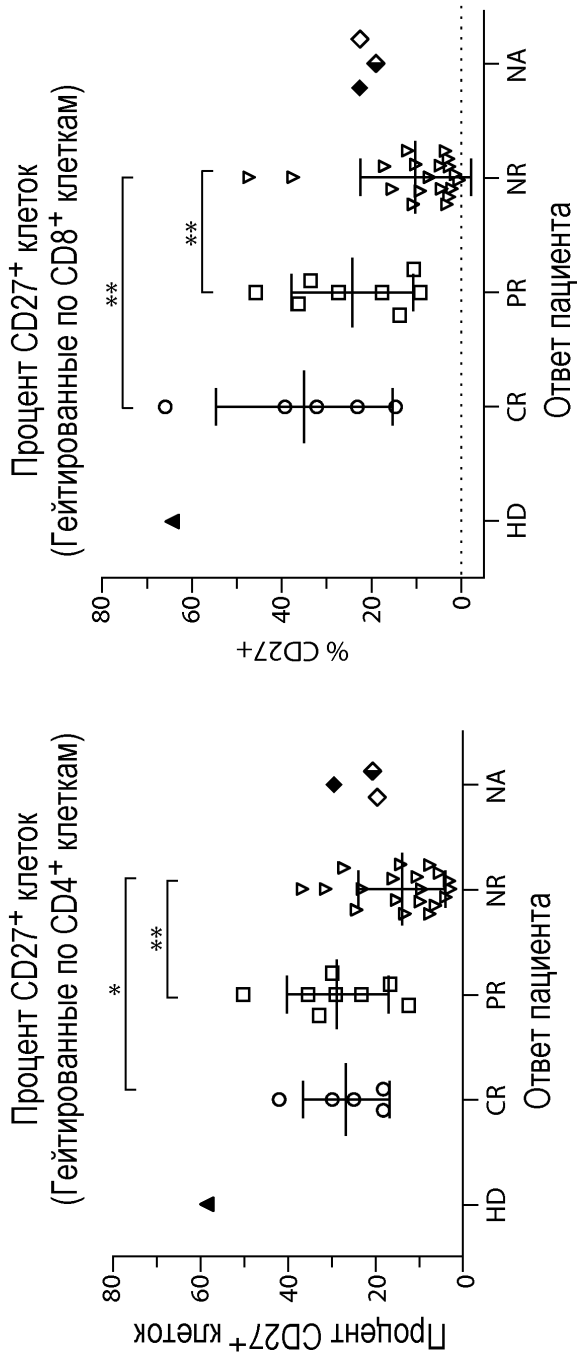 Процент CD27⁺ клеток
(Гейтированные по CD4⁺ клеткам)
*
**
80
60
40
20
0
Процент CD27⁺ клеток
HD
CR
PR
NR
NA
Ответ пациента
Процент CD27⁺ клеток
(Гейтированные по CD8⁺ клеткам)
**
**
80
60
40
20
0
% CD27+
HD
CR
PR
NR
NA
Ответ пациента